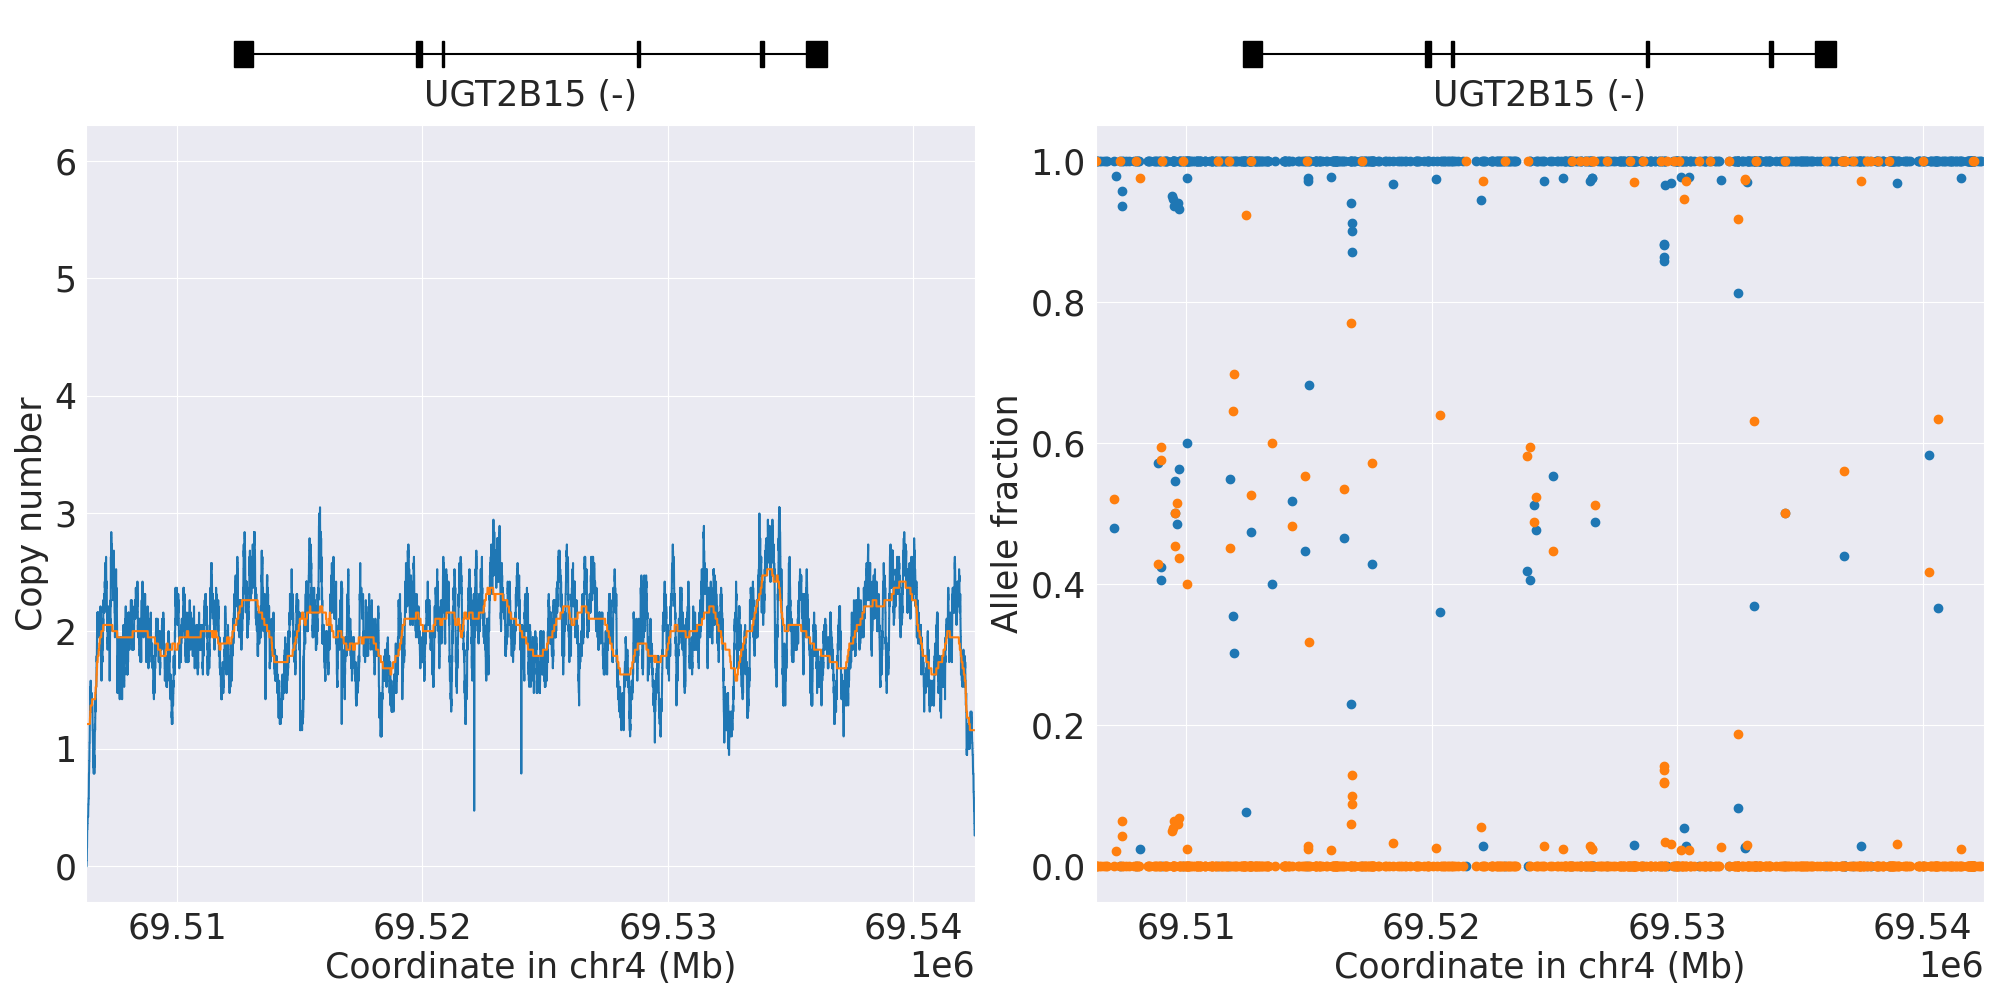 UGT2B15 (-)
UGT2B15 (-)
Copy number
6
5
4
3
2
1
0
69.51
69.52
69.53
69.54
Coordinate in chr4 (Mb)
1e6
Allele fraction
1.0
0.8
0.6
0.4
0.2
0.0
69.51
69.52
69.53
69.54
Coordinate in chr4 (Mb)
1e6